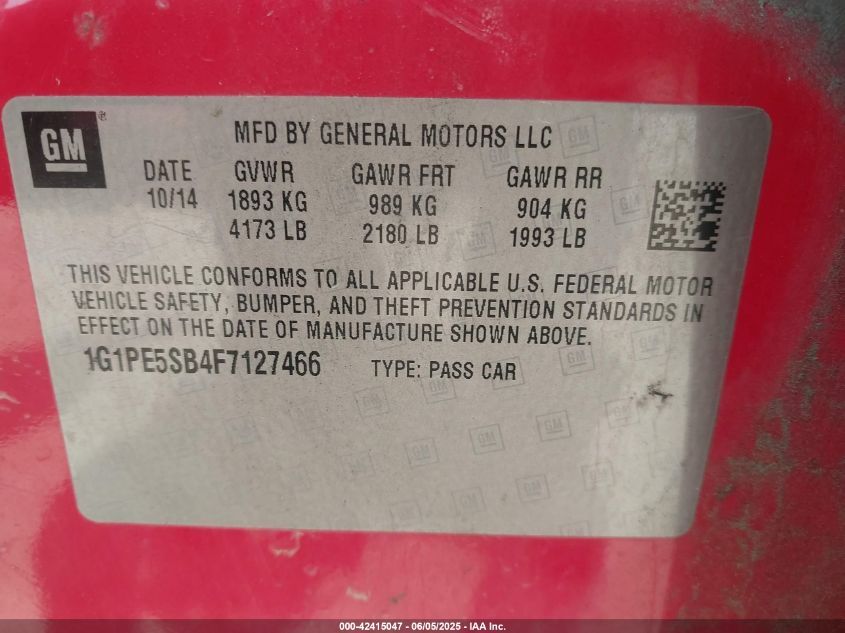 GM
MFD BY GENERAL MOTORS LLC
DATE GVWR GAWR FRT GAWR RR
10/14 1893 KG 989 KG 904 KG
4173 LB 2180 LB 1993 LB
THIS VEHICLE CONFORMS TO ALL APPLICABLE U.S. FEDERAL MOTOR
VEHICLE SAFETY, BUMPER, AND THEFT PREVENTION STANDARDS IN
EFFECT ON THE DATE OF MANUFACTURE SHOWN ABOVE.
1G1PE5SB4F7127466 TYPE: PASS CAR
000-42415047 - 06/05/2025 - IAA Inc.